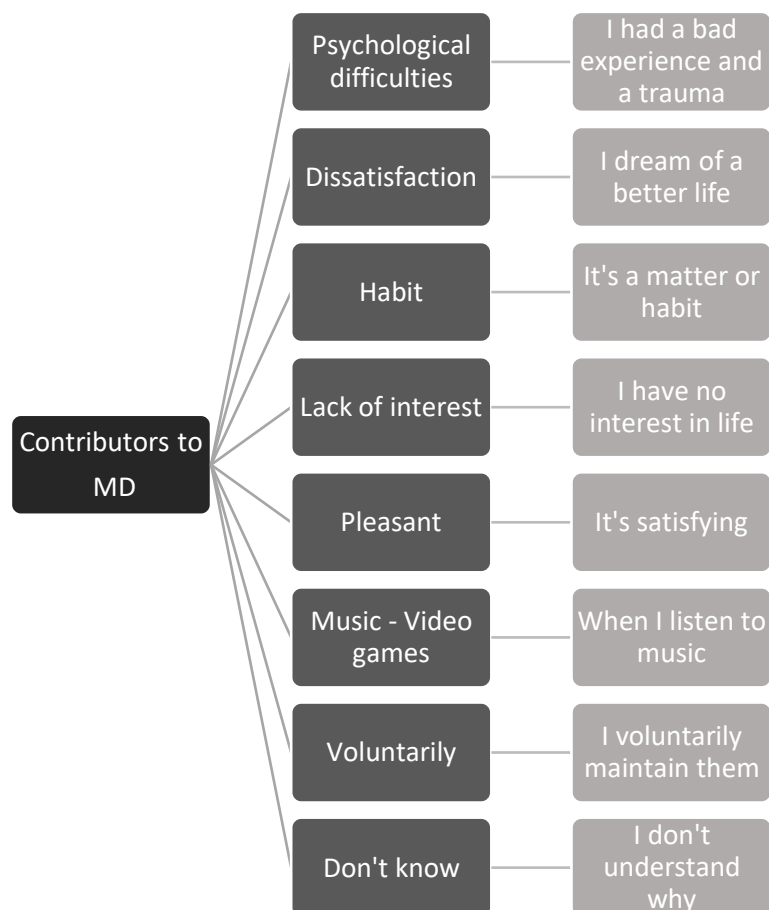 Contributors to
MD
Psychological
difficulties
I had a bad
experience and
a trauma
Dissatisfaction
I dream of a
better life
Habit
It's a matter or
habit
Lack of interest
I have no
interest in life
Pleasant
It's satisfying
Music - Video
games
When I listen to
music
Voluntarily
I voluntarily
maintain them
Don't know
I don't
understand
why